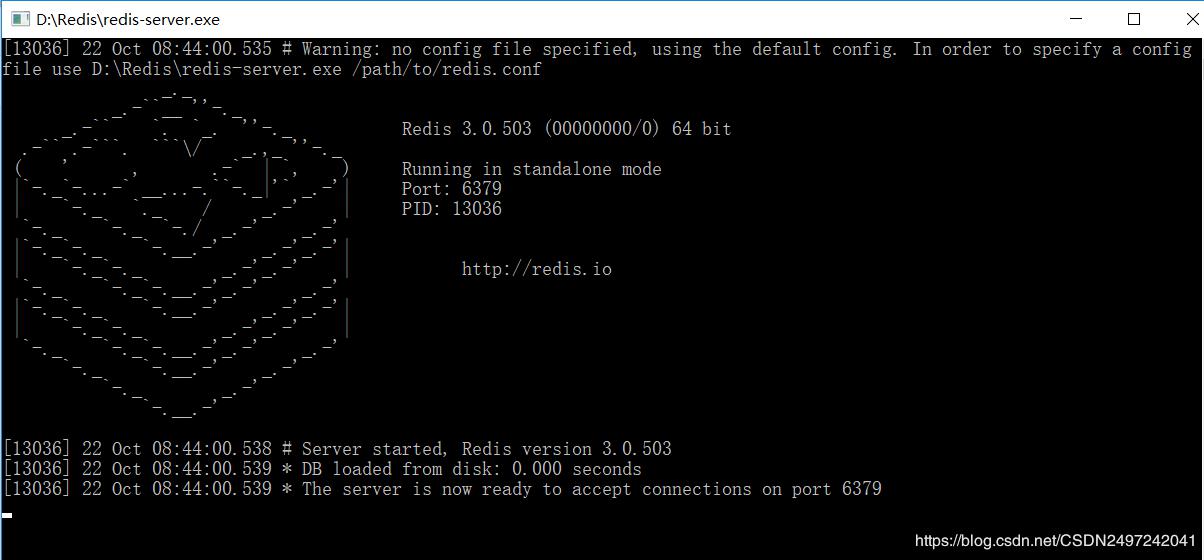 D:\Redis\redis-server.exe
[13036] 22 Oct 08:44:00.535 # Warning: no config file specified, using the default config. In order to specify a config
file use D:\Redis\redis-server.exe /path/to/redis.conf
Redis 3.0.503 (00000000/0) 64 bit
Running in standalone mode
Port: 6379
PID: 13036
http://redis.io
[13036] 22 Oct 08:44:00.538 # Server started, Redis version 3.0.503
[13036] 22 Oct 08:44:00.539 * DB loaded from disk: 0.000 seconds
[13036] 22 Oct 08:44:00.539 * The server is now ready to accept connections on port 6379
https://blog.csdn.net/CSDN2497242041